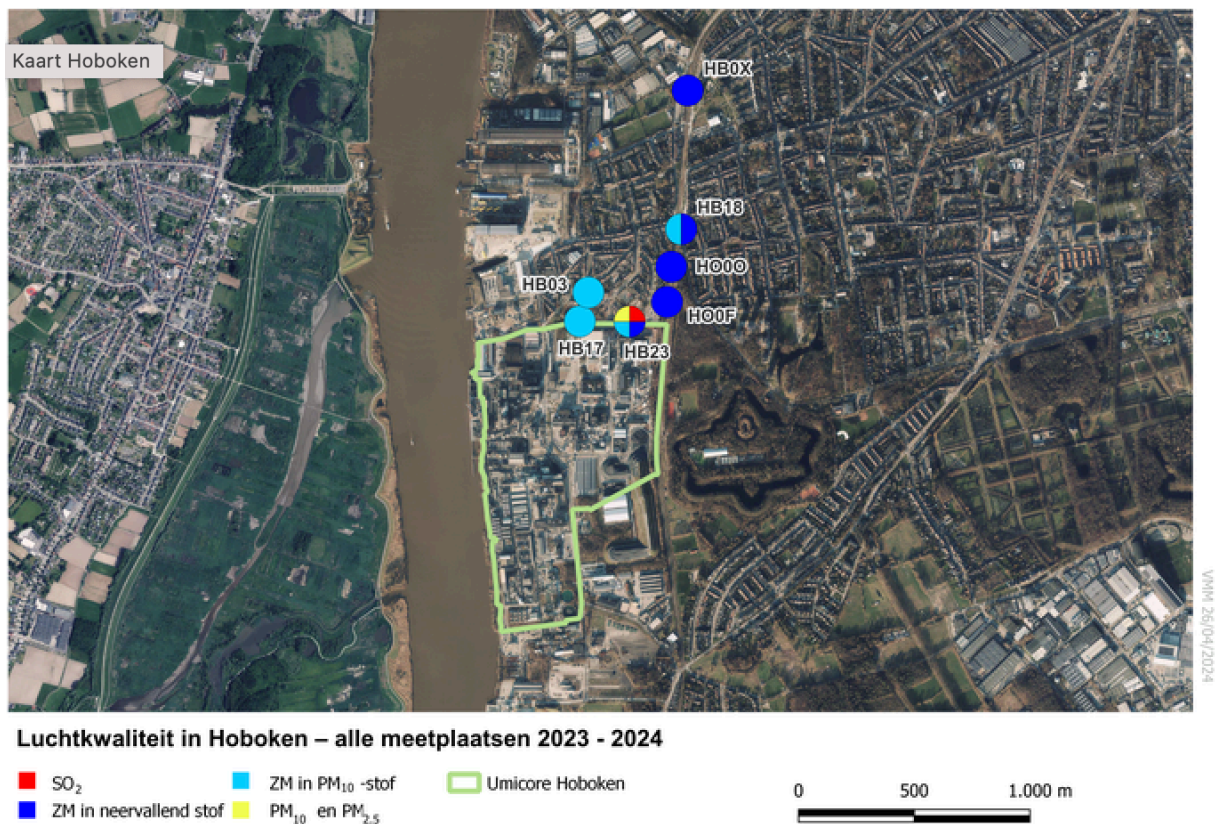 Kaart Hoboken
HB0X
HB18
HO0O
HB03
HO0F
HB17
HB23
VMM 26/04/2024
Luchtkwaliteit in Hoboken – alle meetplaatsen 2023 - 2024
SO₂
ZM in PM₁₀ -stof
Umicore Hoboken
ZM in neervallend stof
PM₁₀ en PM₂.₅
0 500 1.000 m